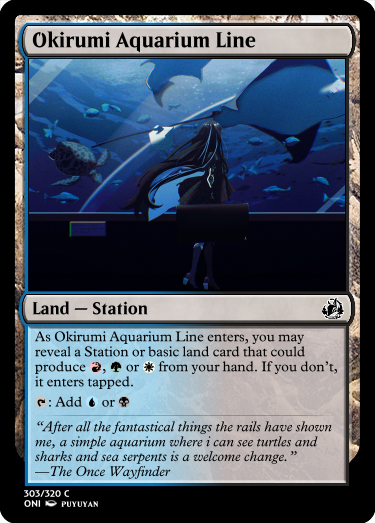 Okirumi Aquarium Line
Land — Station
As Okirumi Aquarium Line enters, you may
reveal a Station or basic land card that could
produce , or from your hand. If you don't,
it enters tapped.
: Add or
"After all the fantastical things the rails have shown
me, a simple aquarium where i can see turtles and
sharks and sea serpents is a welcome change."
—The Once Wayfinder
303/320 C
ONI PUYUYAN